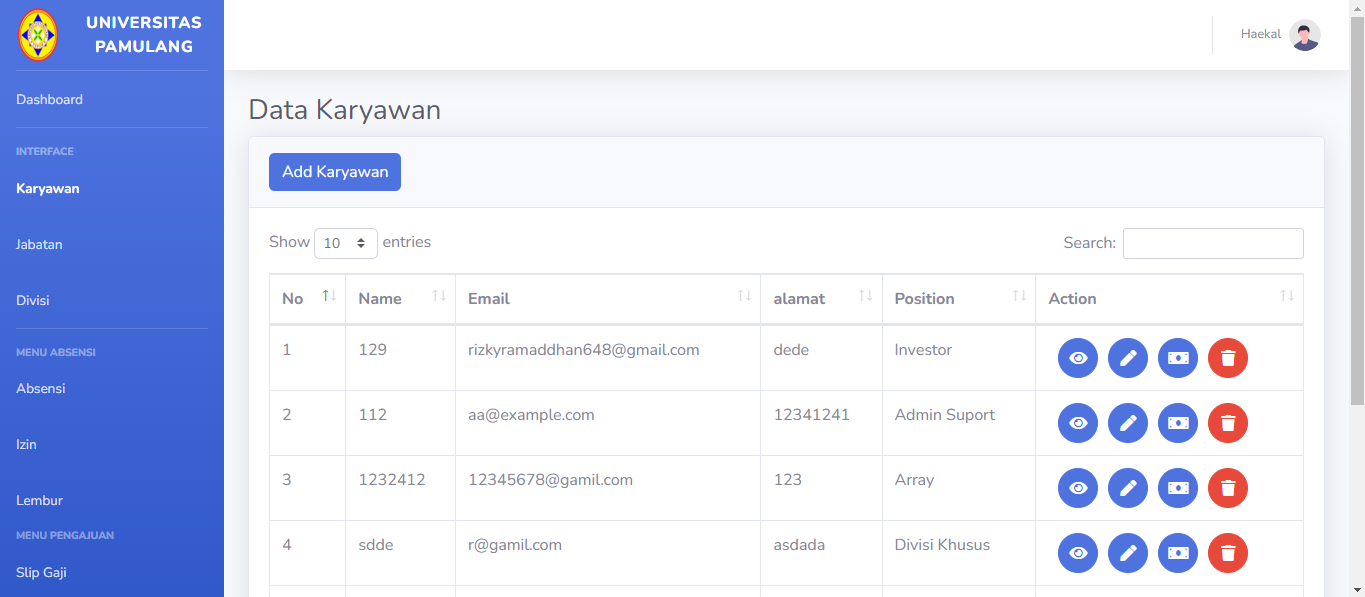 UNIVERSITAS
PAMULANG
Dashboard
INTERFACE
Karyawan
Jabatan
Divisi
MENU ABSENSI
Absensi
Izin
Lembur
MENU PENGAJUAN
Slip Gaji
Haekal
Data Karyawan
Add Karyawan
Show 10 entries
Search:
No Name Email alamat Position Action
1 129 rizkyramaddhan648@gmail.com dede Investor
2 112 aa@example.com 12341241 Admin Suport
3 1232412 12345678@gamil.com 123 Array
4 sdde r@gamil.com asdada Divisi Khusus